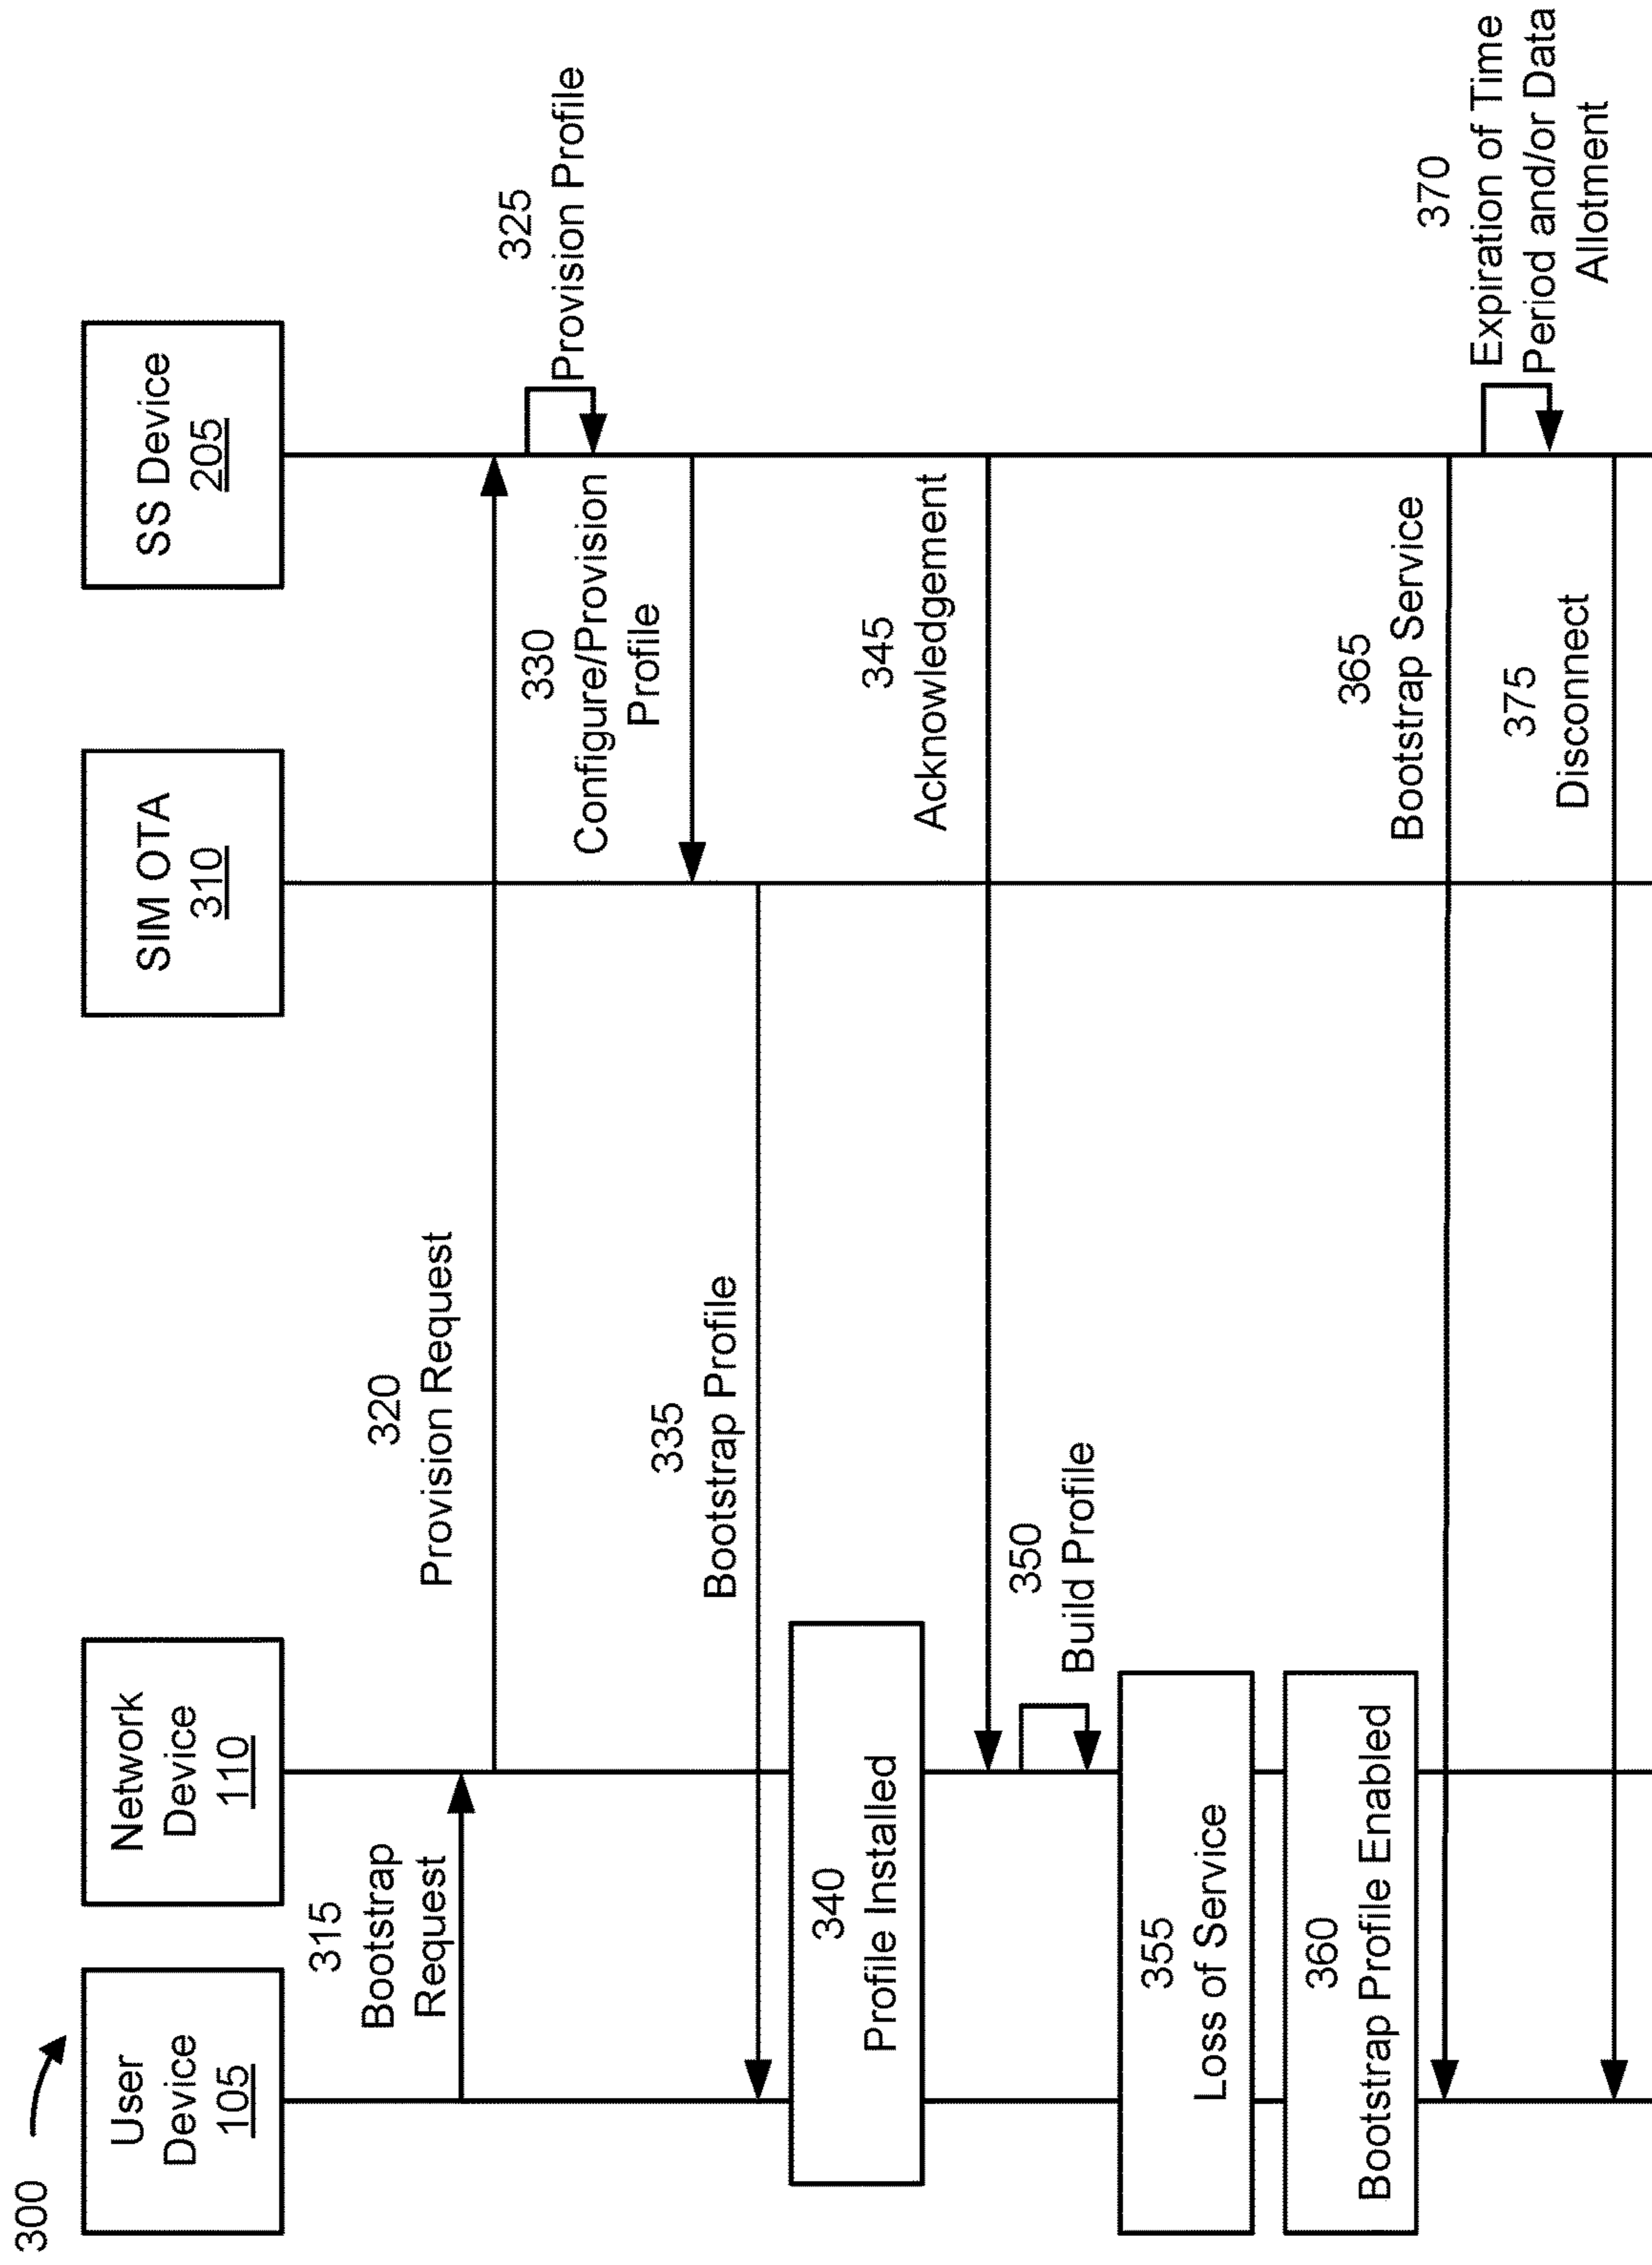 300
User
Device
105
Network
Device
110
SIM OTA
310
SS Device
205
315
Bootstrap
Request
320
Provision Request
325
Provision Profile
330
Configure/Provision
Profile
335
Bootstrap Profile
340
Profile Installed
345
Acknowledgement
350
Build Profile
355
Loss of Service
360
Bootstrap Profile Enabled
365
Bootstrap Service
370
Expiration of Time
Period and/or Data
Allotment
375
Disconnect